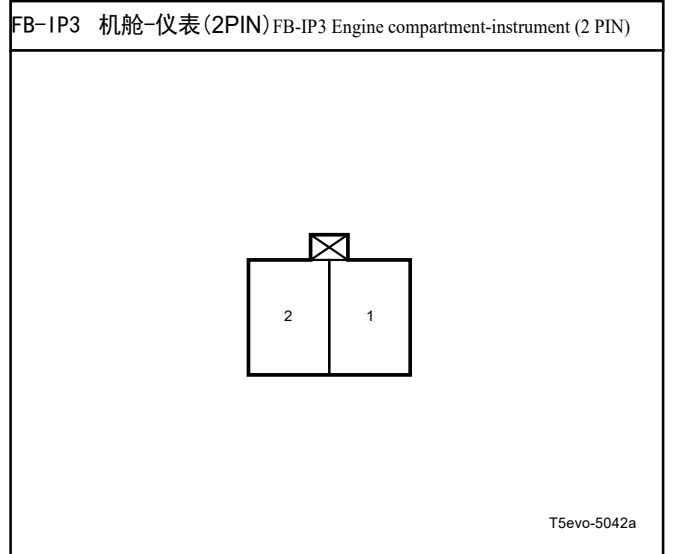 FB-IP3 机舱-仪表(2PIN)FB-IP3 Engine compartment-instrument (2 PIN)
2 1
T5evo-5042a